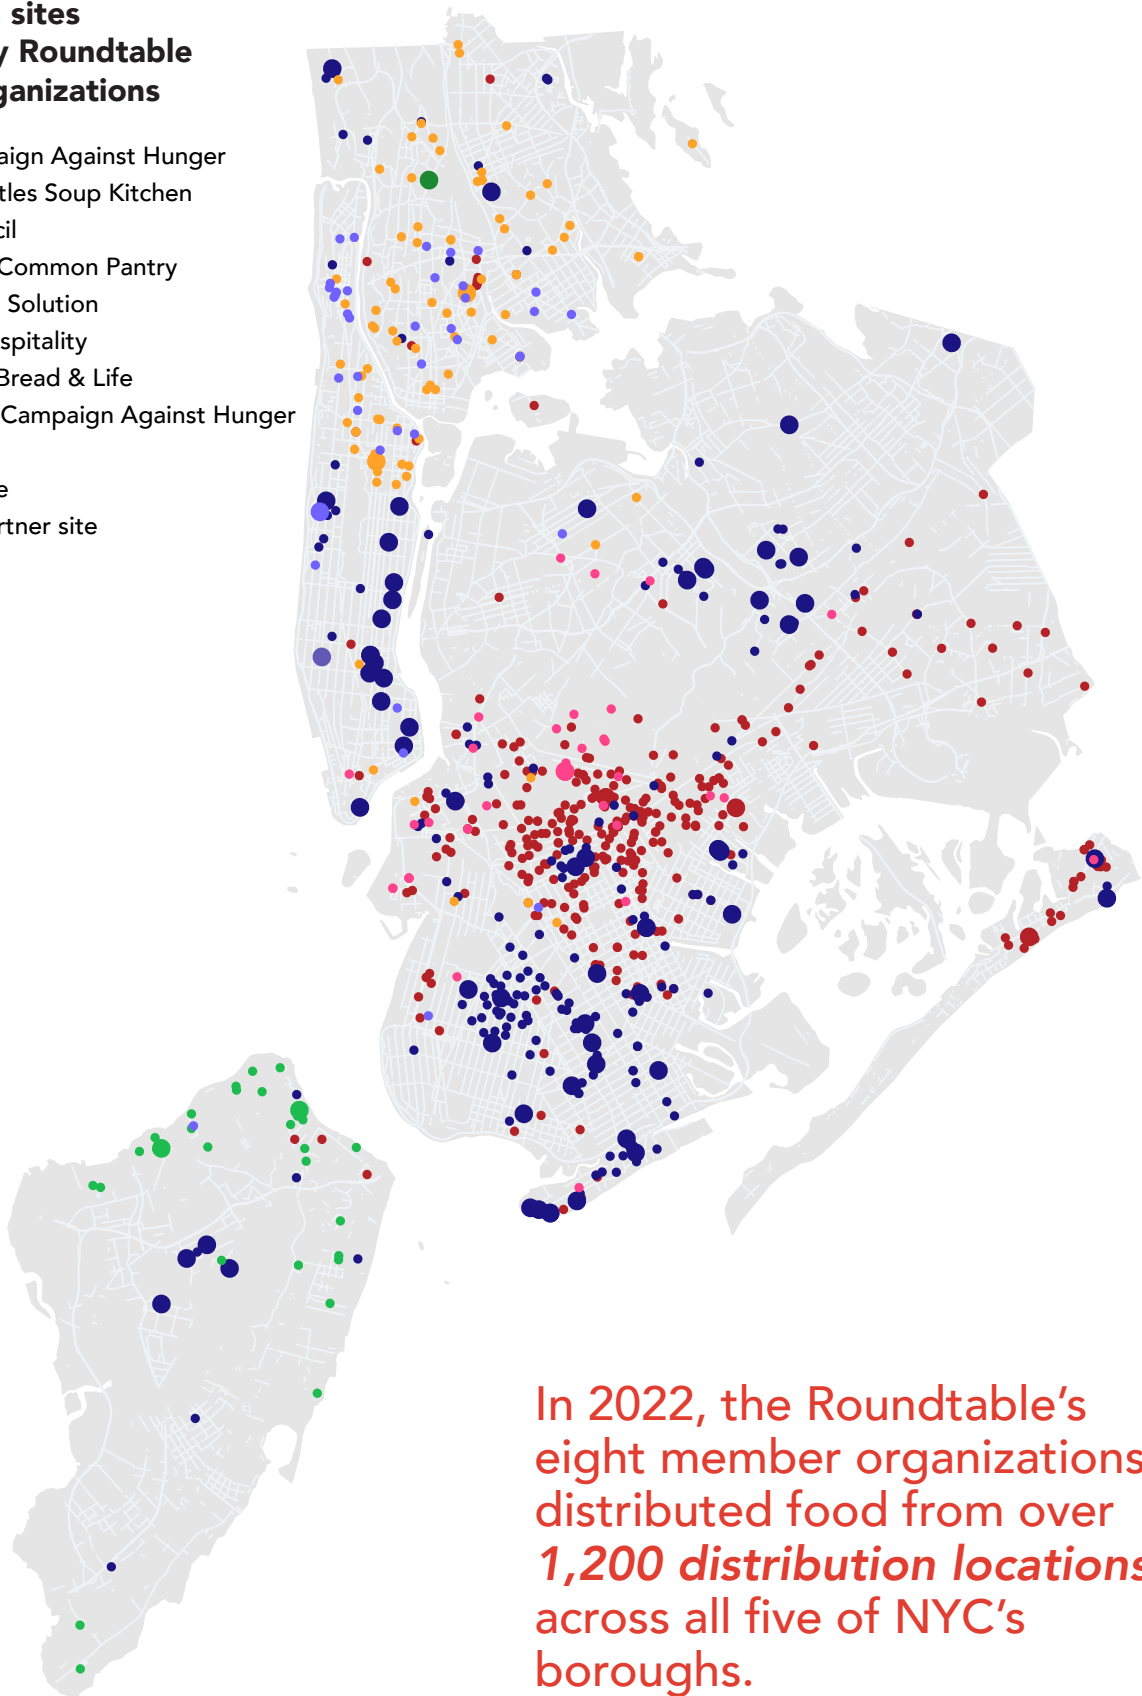 sites
y Roundtable
ganizations
aign Against Hunger
tles Soup Kitchen
cil
Common Pantry
Solution
spitality
Bread & Life
Campaign Against Hunger
e
rtner site
In 2022, the Roundtable's
eight member organizations
distributed food from over
1,200 distribution locations
across all five of NYC's
boroughs.